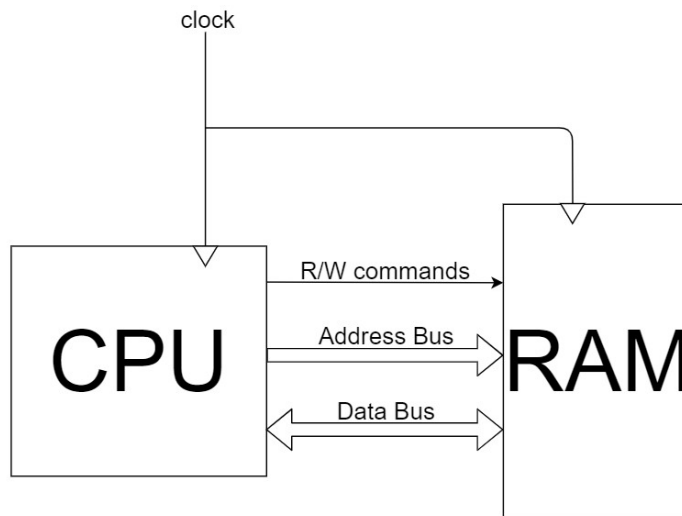 clock
R/W commands
Address Bus
CPU
RAM
Data Bus